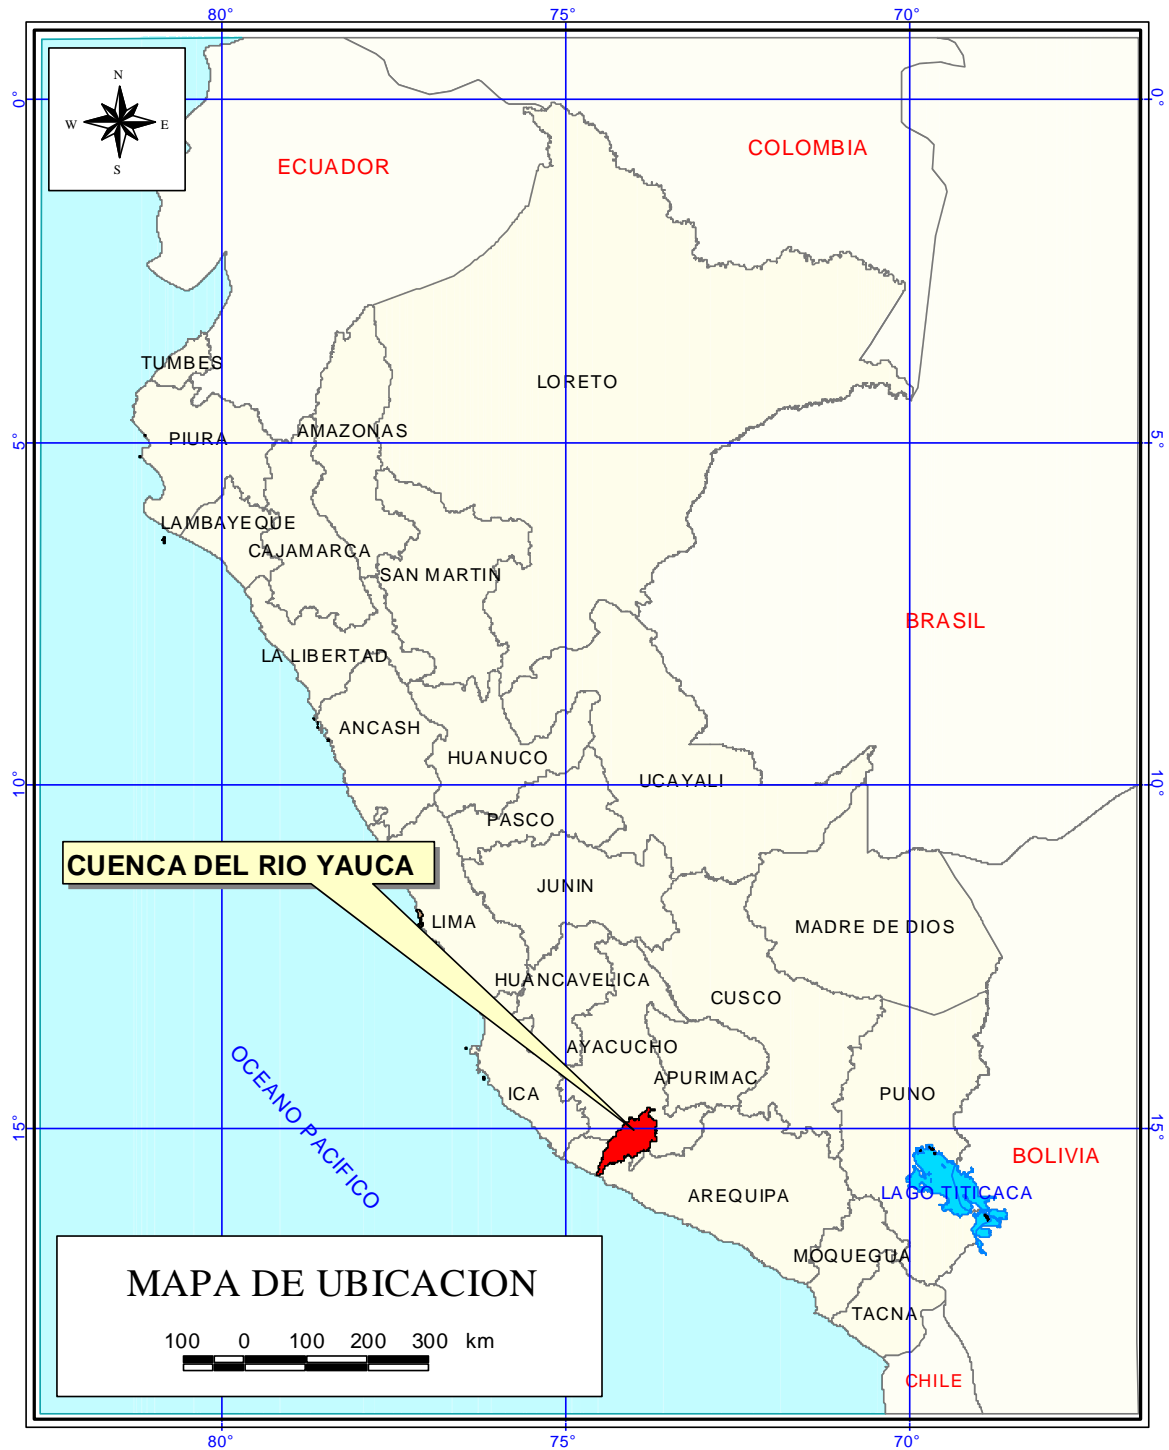 80° 75° 70°
N
W E
S
0° 0°
COLOMBIA
ECUADOR
TUMBES
LORETO
AMAZONAS
PIURA
5° 5°
LAMBAYEQUE
CAJAMARCA
SAN MARTIN
BRASIL
LA LIBERTAD
ANCASH
HUANUCO
UCAYALI
10° 10°
PASCO
CUENCA DEL RIO YAUCA
JUNIN
LIMA
MADRE DE DIOS
HUANCAVELICA
CUSCO
AYACUCHO
APURIMAC
ICA
PUNO
OCEANO PACIFICO
15° 15°
BOLIVIA
LAGO TITICACA
AREQUIPA
MOQUEGUA
MAPA DE UBICACION
TACNA
100 0 100 200 300 km
CHILE
80° 75° 70°